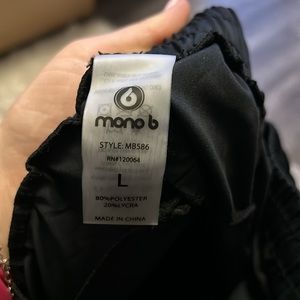 mono b
STYLE: MB586
RN#120064
L
80%POLYESTER
20%LYCRA
MADE IN CHINA